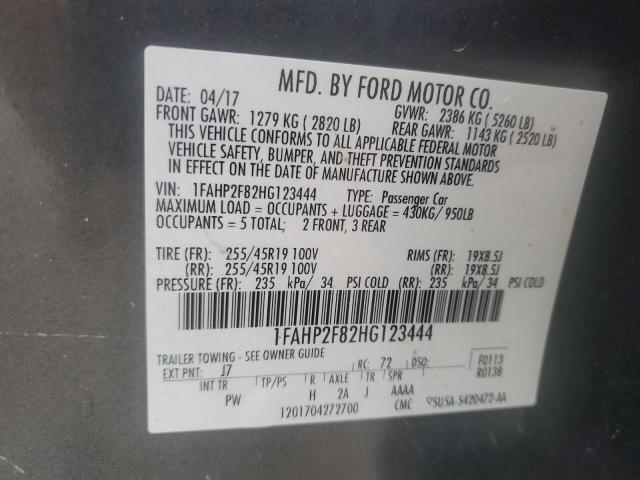 MFD. BY FORD MOTOR CO.
DATE: 04/17 GVWR: 2386 KG ( 5260 LB)
FRONT GAWR: 1279 KG ( 2820 LB) REAR GAWR: 1143 KG ( 2520 LB)
THIS VEHICLE CONFORMS TO ALL APPLICABLE FEDERAL MOTOR
VEHICLE SAFETY, BUMPER, AND THEFT PREVENTION STANDARDS
IN EFFECT ON THE DATE OF MANUFACTURE SHOWN ABOVE.
VIN: 1FAHP2F82HG123444 TYPE: Passenger Car
MAXIMUM LOAD = OCCUPANTS + LUGGAGE = 430KG/ 950LB
OCCUPANTS = 5 TOTAL; 2 FRONT, 3 REAR
TIRE (FR): 255/45R19 100V RIMS (FR): 19X8.5J
(RR): 255/45R19 100V (RR): 19X8.5J
PRESSURE (FR): 235 kPa/ 34 PSI COLD (RR): 235 kPa/ 34 PSI COLD
1FAHP2F82HG123444
TRAILER TOWING - SEE OWNER GUIDE
EXT PNT: J7 RC: 72 DSO: F0113
R0138
INT TR TP/PS R AXLE TR SPR
PW H 2A J AAAA
1201704272700 CMC SUSA-5420472-AA